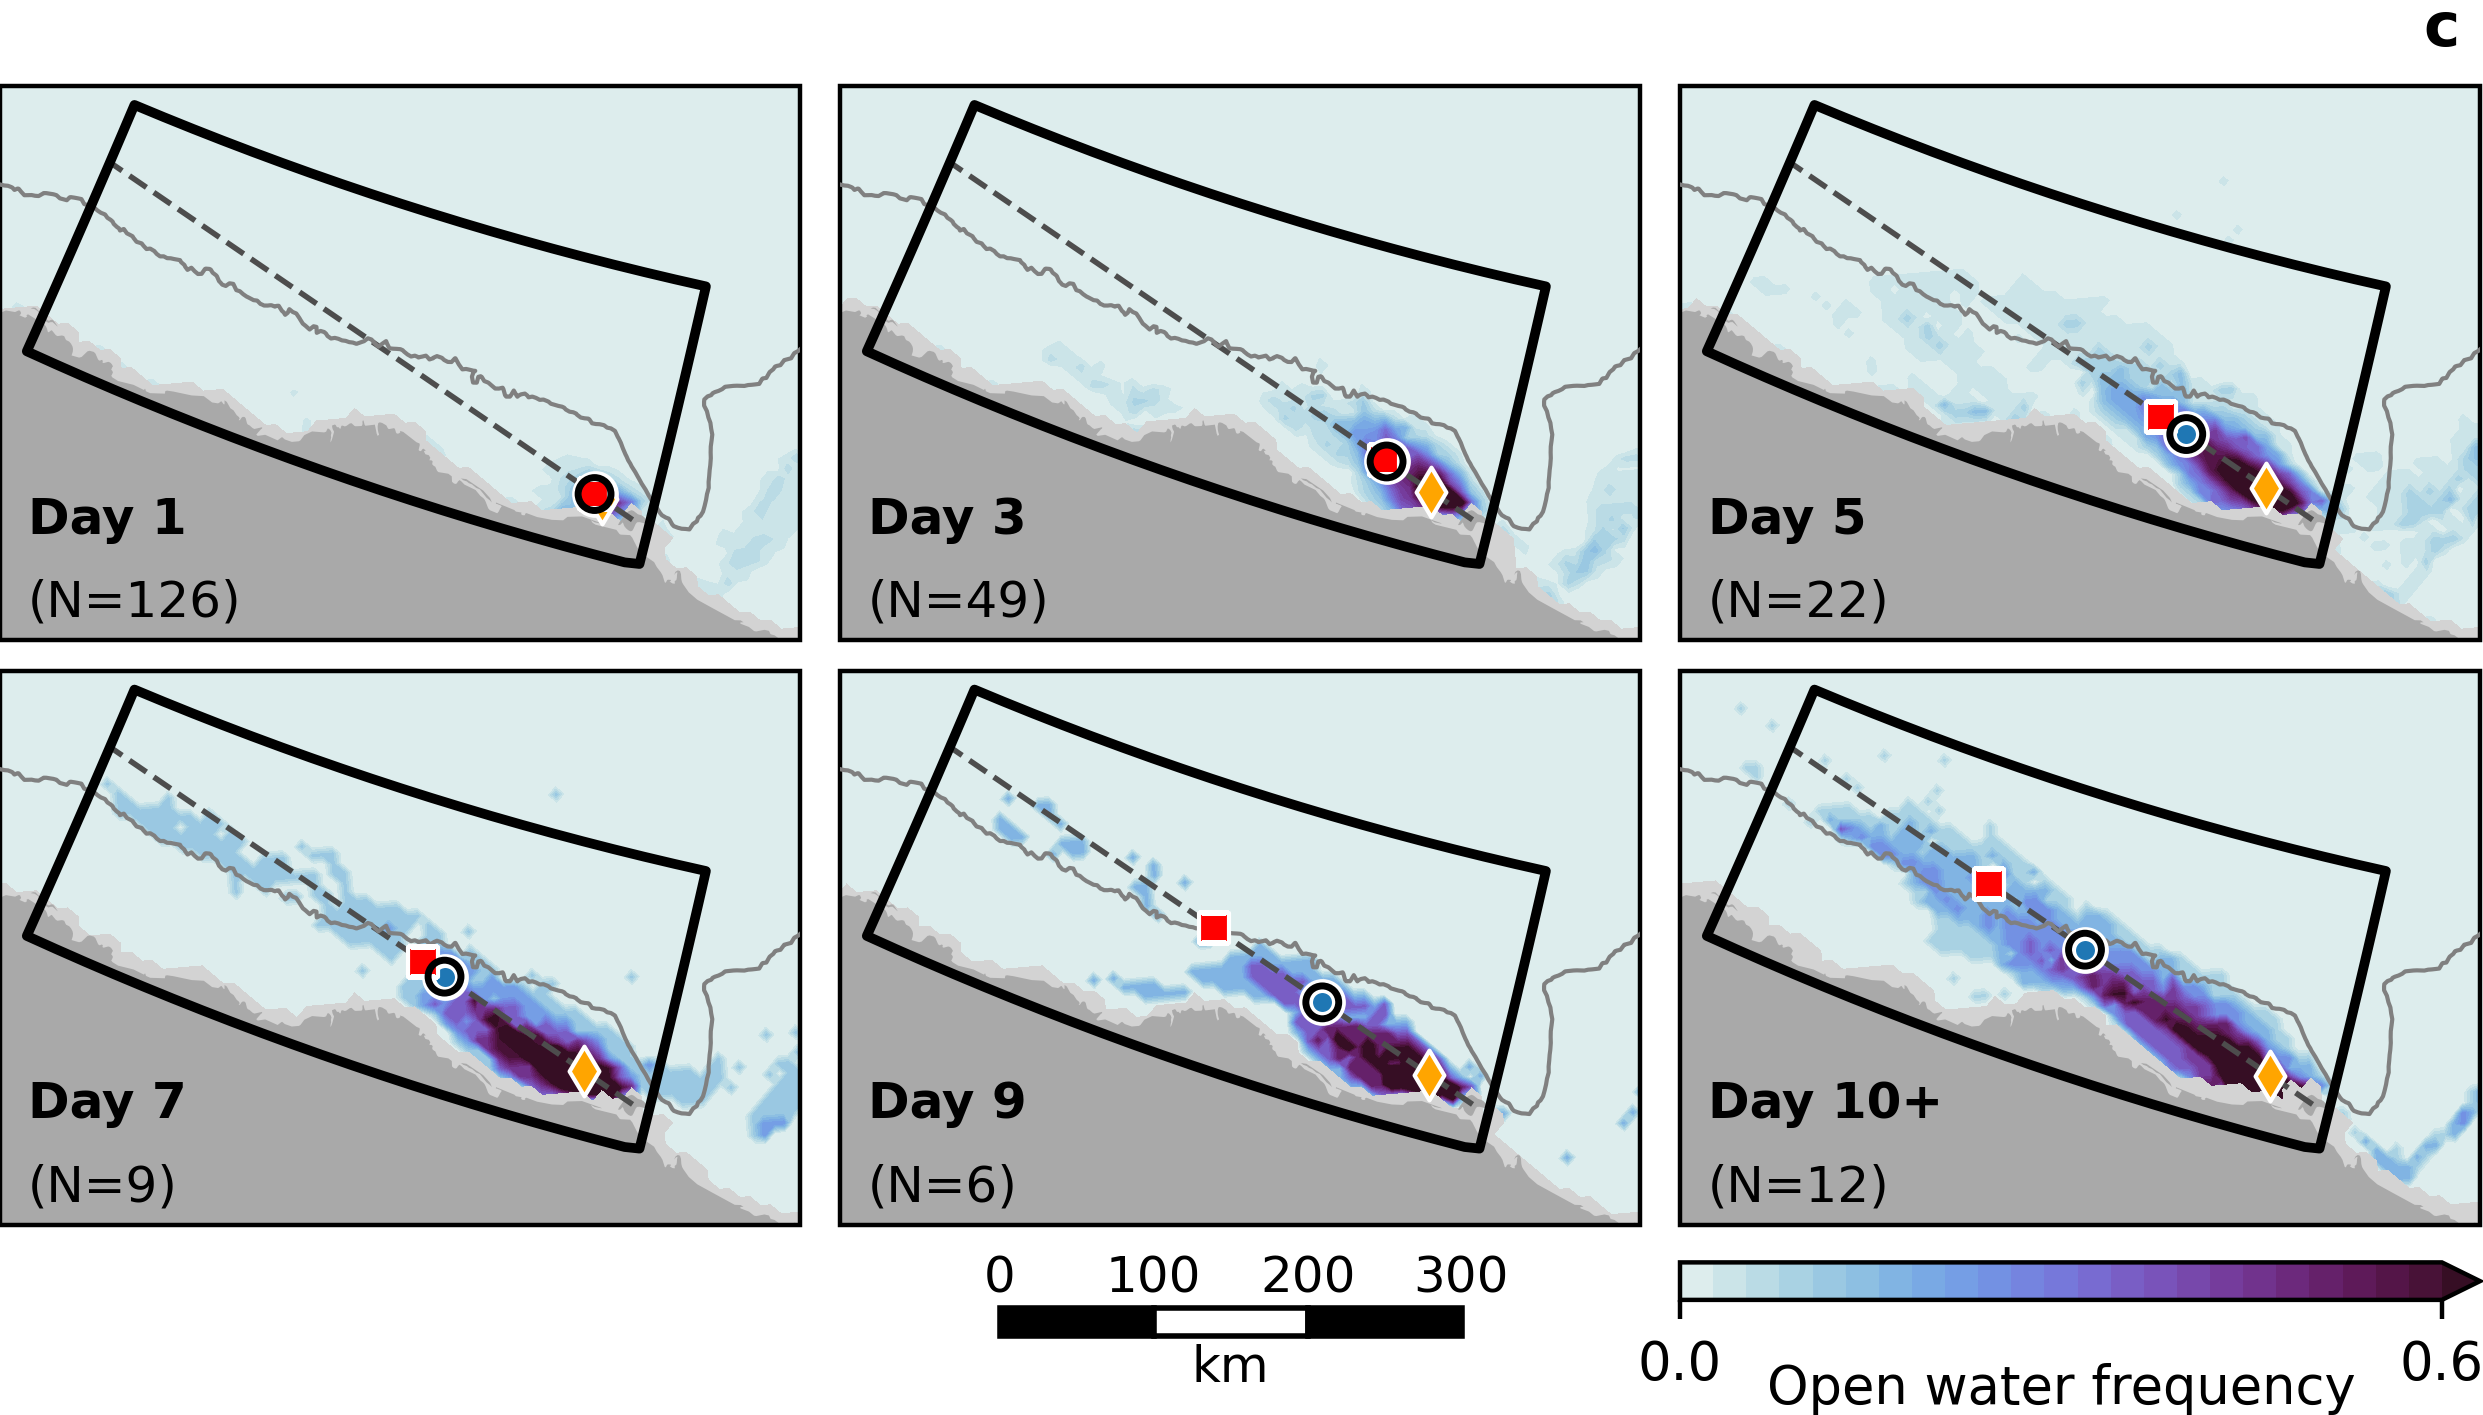 c
Day 1
(N=126)
Day 3
(N=49)
Day 5
(N=22)
Day 7
(N=9)
Day 9
(N=6)
Day 10+
(N=12)
0 100 200 300
km
0.0 0.6
Open water frequency